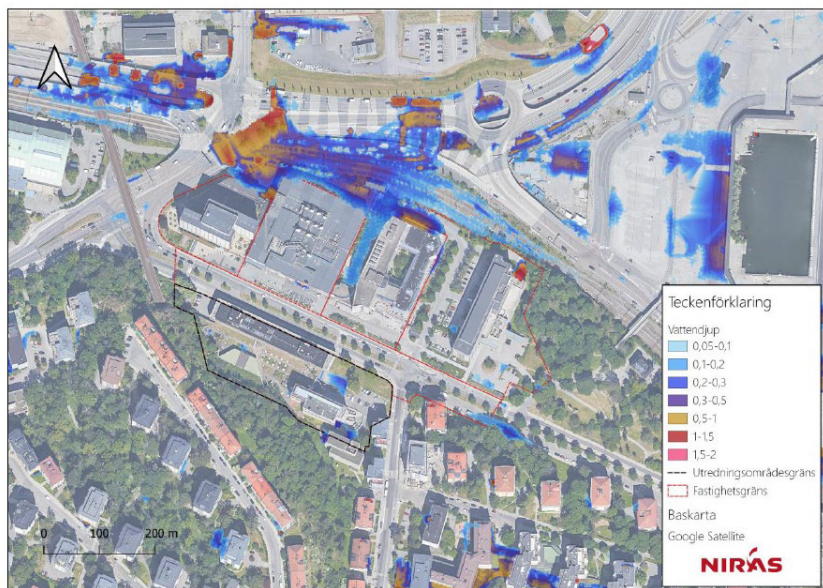 Teckenförklaring
Vattendjup
0,05-0,1
0,1-0,2
0,2-0,3
0,3-0,5
0,5-1
1-1,5
1,5-2
Utredningsområdesgräns
Fastighetsgräns
Baskarta
Google Satellite
NIRÁS
0 100 200 m